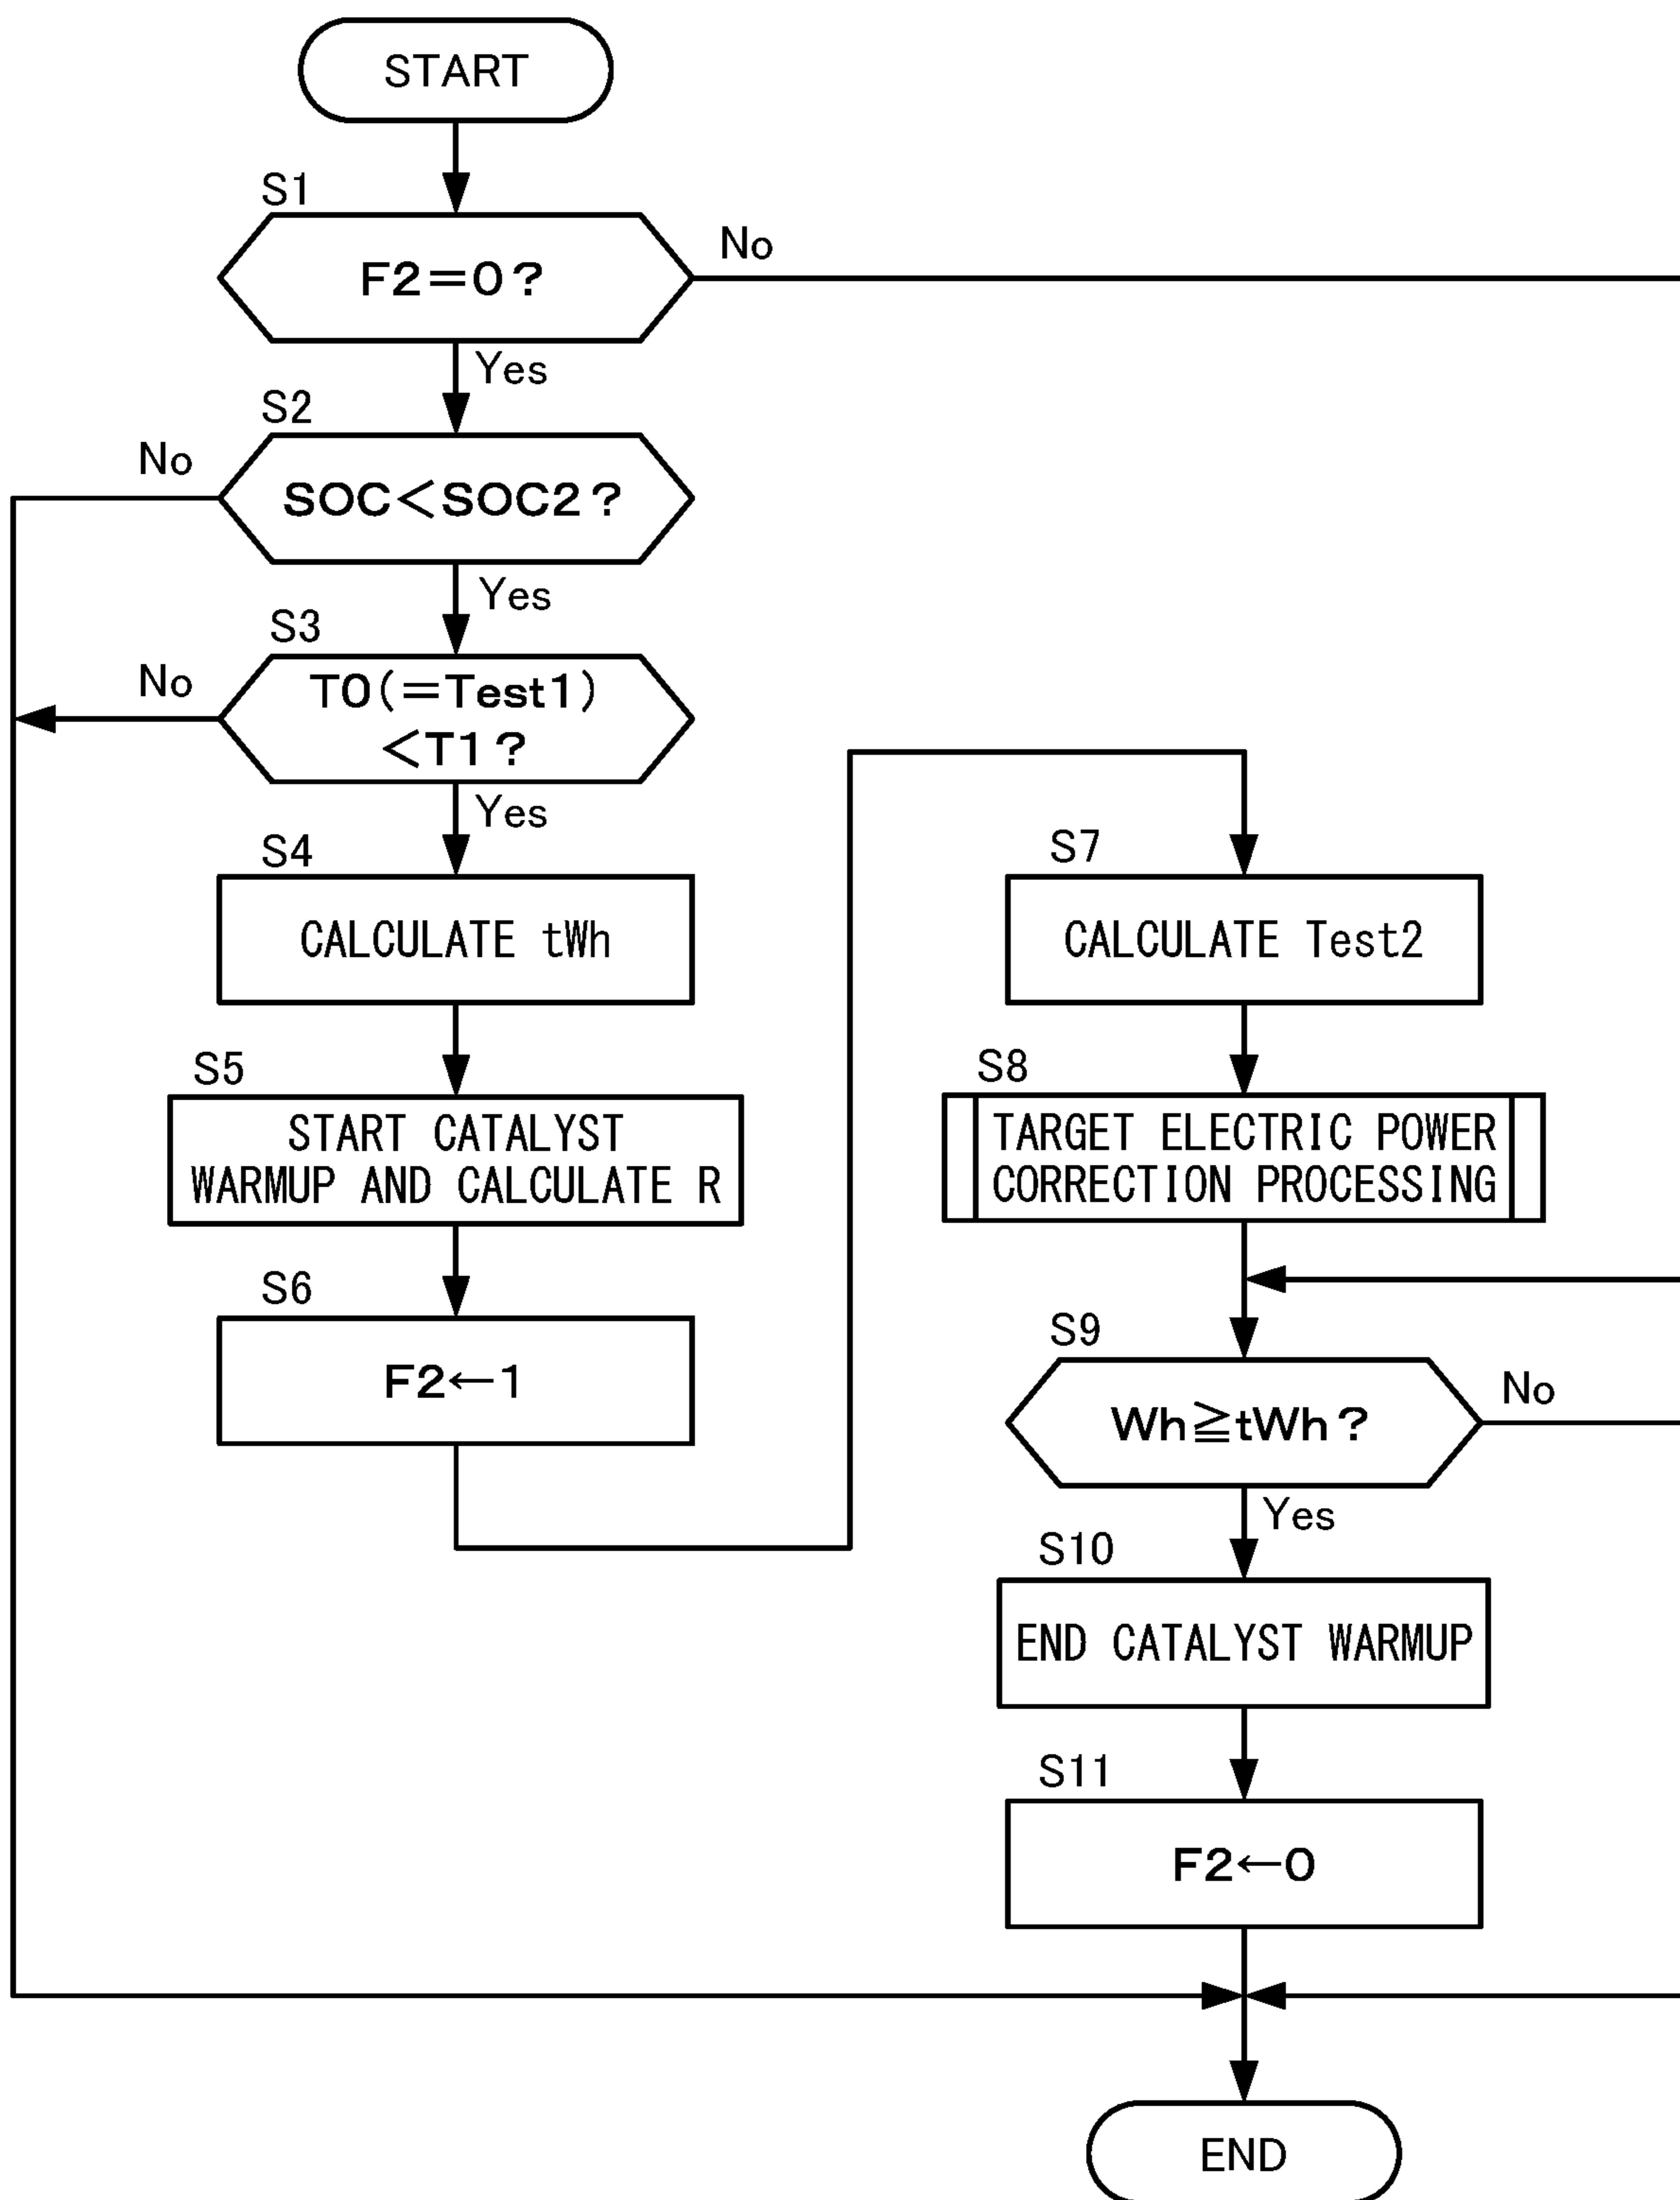 START
S1
F2=0?
No
Yes
S2
No
SOC<SOC2?
Yes
S3
No
T0(=Test1)
<T1?
Yes
S4
CALCULATE tWh
S5
START CATALYST
WARMUP AND CALCULATE R
S6
F2←1
S7
CALCULATE Test2
S8
TARGET ELECTRIC POWER
CORRECTION PROCESSING
S9
Wh≧tWh?
No
Yes
S10
END CATALYST WARMUP
S11
F2←0
END